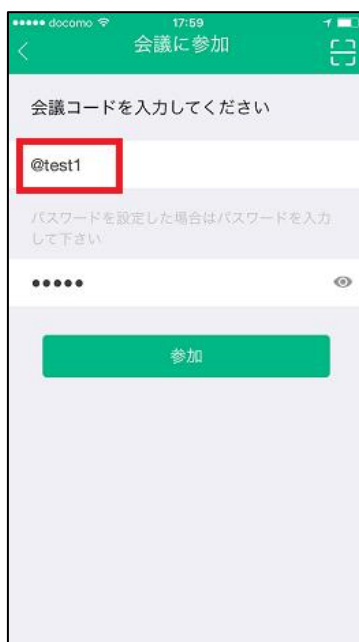 docomo 17:59
会議に参加
会議コードを入力してください
@test1
パスワードを設定した場合はパスワードを入力
して下さい
●●●●●
参加